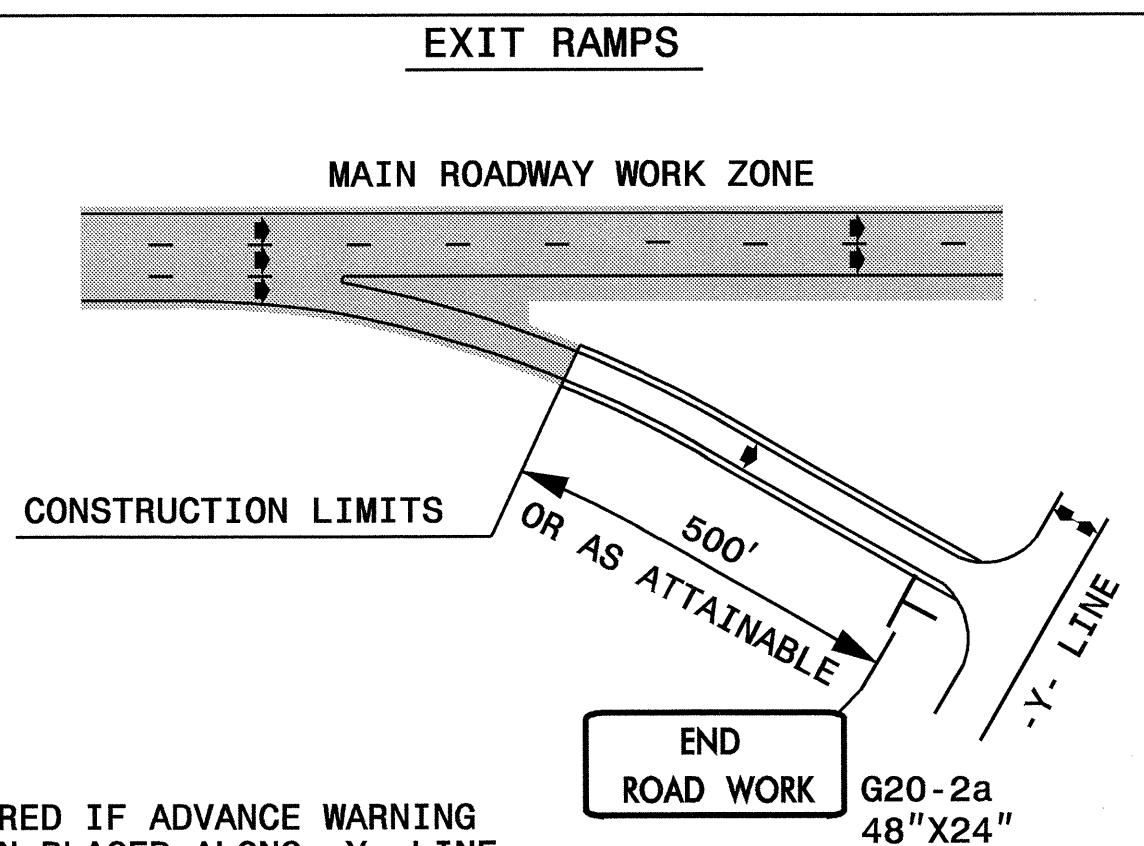 EXIT RAMPS
MAIN ROADWAY WORK ZONE
CONSTRUCTION LIMITS
500'
OR AS ATTAINABLE
-Y- LINE
END
ROAD WORK
G20-2a
48"X24"
IF ADVANCE WARNING
PLACED ALONG -Y- LINE